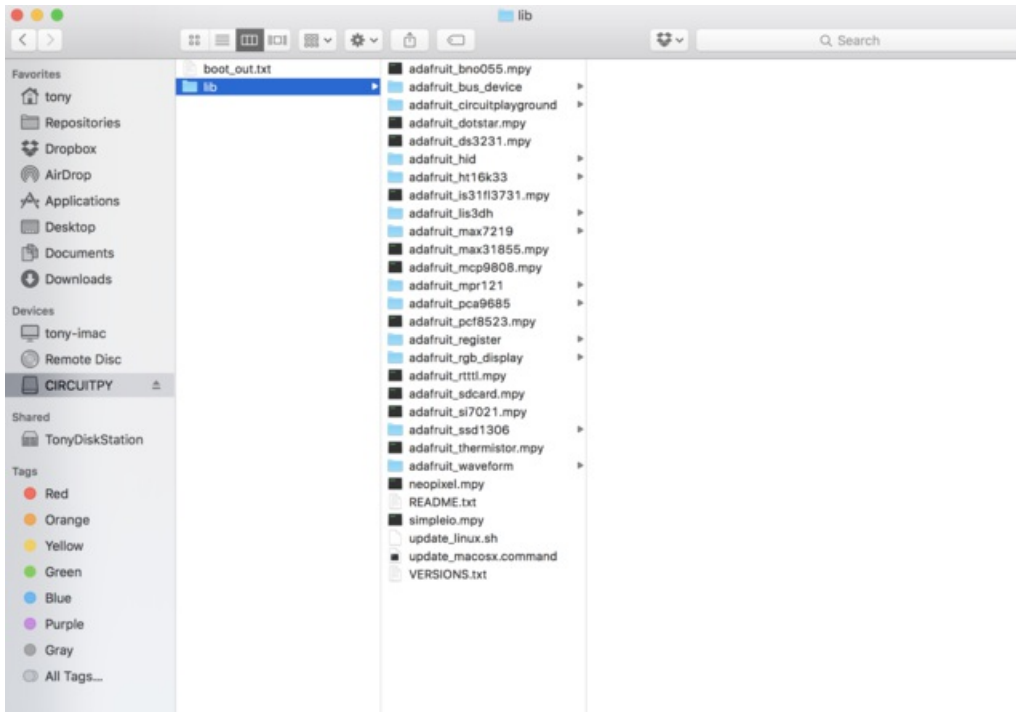 lib
Search
Favorites
tony
Repositories
Dropbox
AirDrop
Applications
Desktop
Documents
Downloads
Devices
tony-imac
Remote Disc
CIRCUITPY
Shared
TonyDiskStation
Tags
Red
Orange
Yellow
Green
Blue
Purple
Gray
All Tags...
boot_out.txt
lib
adafruit_bno055.mpy
adafruit_bus_device
adafruit_circuitplayground
adafruit_dotstar.mpy
adafruit_ds3231.mpy
adafruit_hid
adafruit_ht16k33
adafruit_is31fl3731.mpy
adafruit_lis3dh
adafruit_max7219
adafruit_max31855.mpy
adafruit_mcp9808.mpy
adafruit_mpr121
adafruit_pca9685
adafruit_pcf8523.mpy
adafruit_register
adafruit_rgb_display
adafruit_rtttl.mpy
adafruit_sdcard.mpy
adafruit_si7021.mpy
adafruit_ssd1306
adafruit_thermistor.mpy
adafruit_waveform
neopixel.mpy
README.txt
simpleio.mpy
update_linux.sh
update_macosx.command
VERSIONS.txt